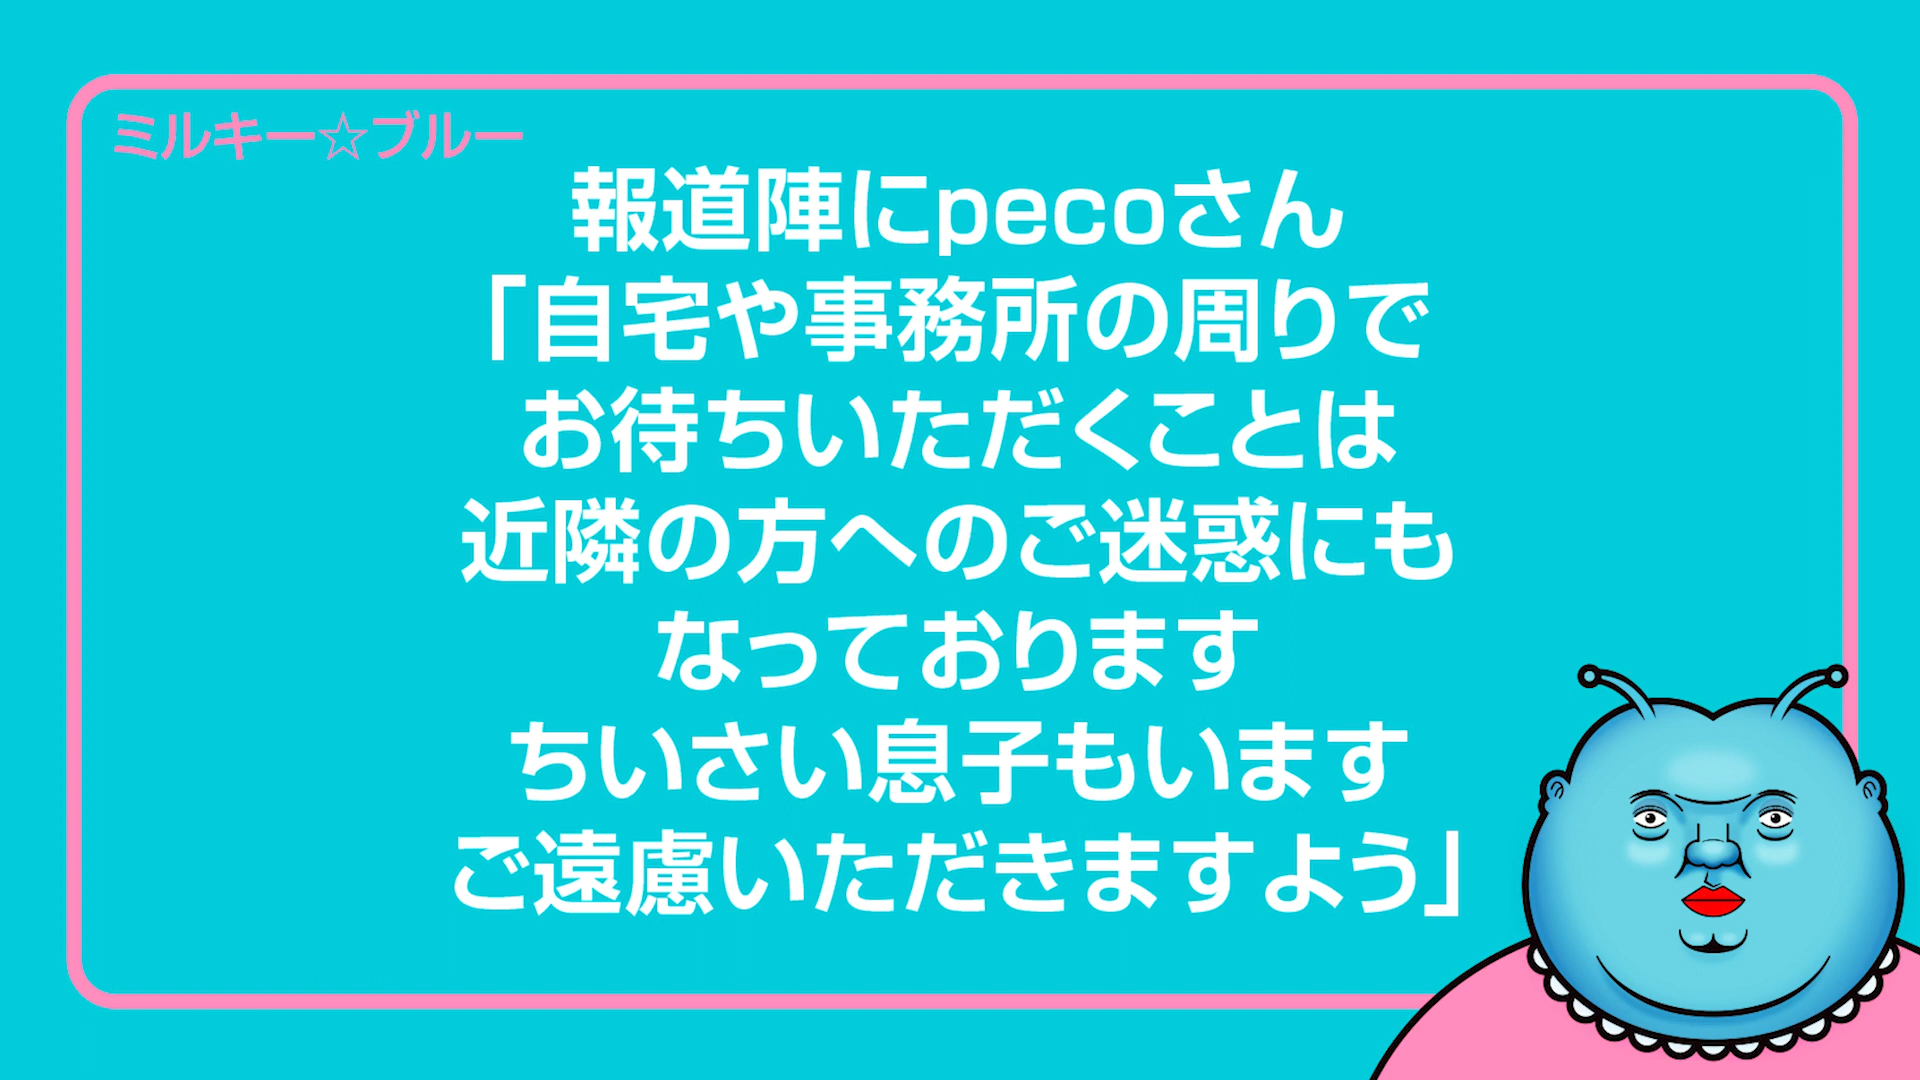 ミルキー☆ブルー
報道陣にpecoさん
「自宅や事務所の周りで
お待ちいただくことは
近隣の方へのご迷惑にも
なっております
ちいさい息子もいます
ご遠慮いただきますよう」